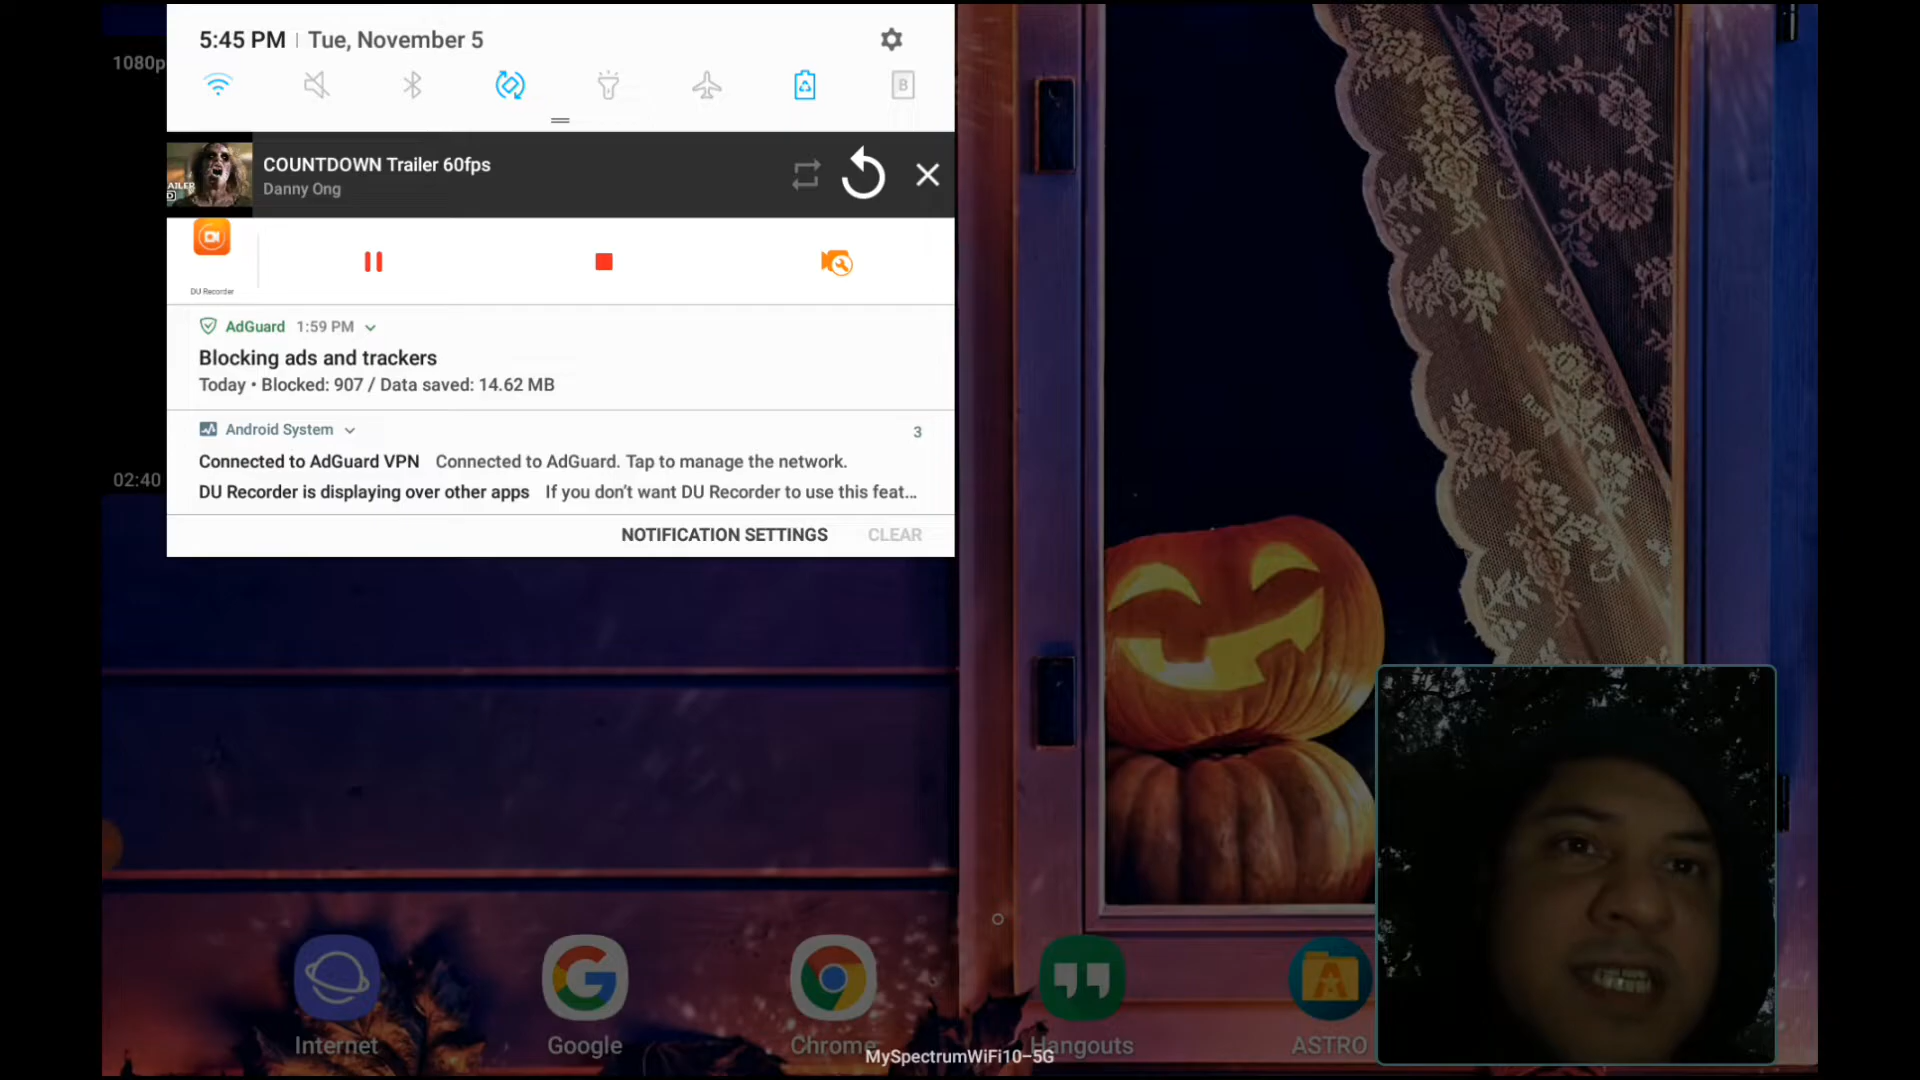 1080p
5:45 PM | Tue, November 5
B
COUNTDOWN Trailer 60fps
Danny Ong
DU Recorder
AdGuard 1:59 PM
Blocking ads and trackers
Today • Blocked: 907 / Data saved: 14.62 MB
Android System 3
Connected to AdGuard VPN Connected to AdGuard. Tap to manage the network.
02:40
DU Recorder is displaying over other apps If you don't want DU Recorder to use this feat...
NOTIFICATION SETTINGS CLEAR
Internet Google Chrome Hangouts ASTRO
MySpectrumWiFi10-5G